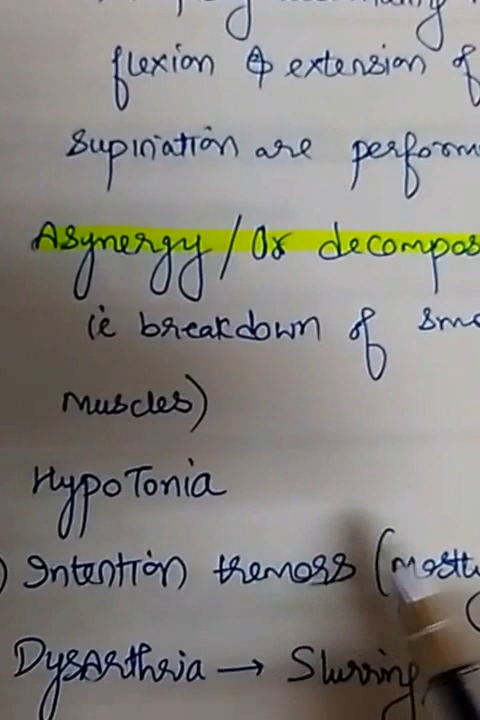 flexion & extension of
Supination are perform
Asynergy / Or decompos
ie breakdown of smo
Muscles)
HypoTonia
) Intention tremors (mostl
DysArthria → Slurring